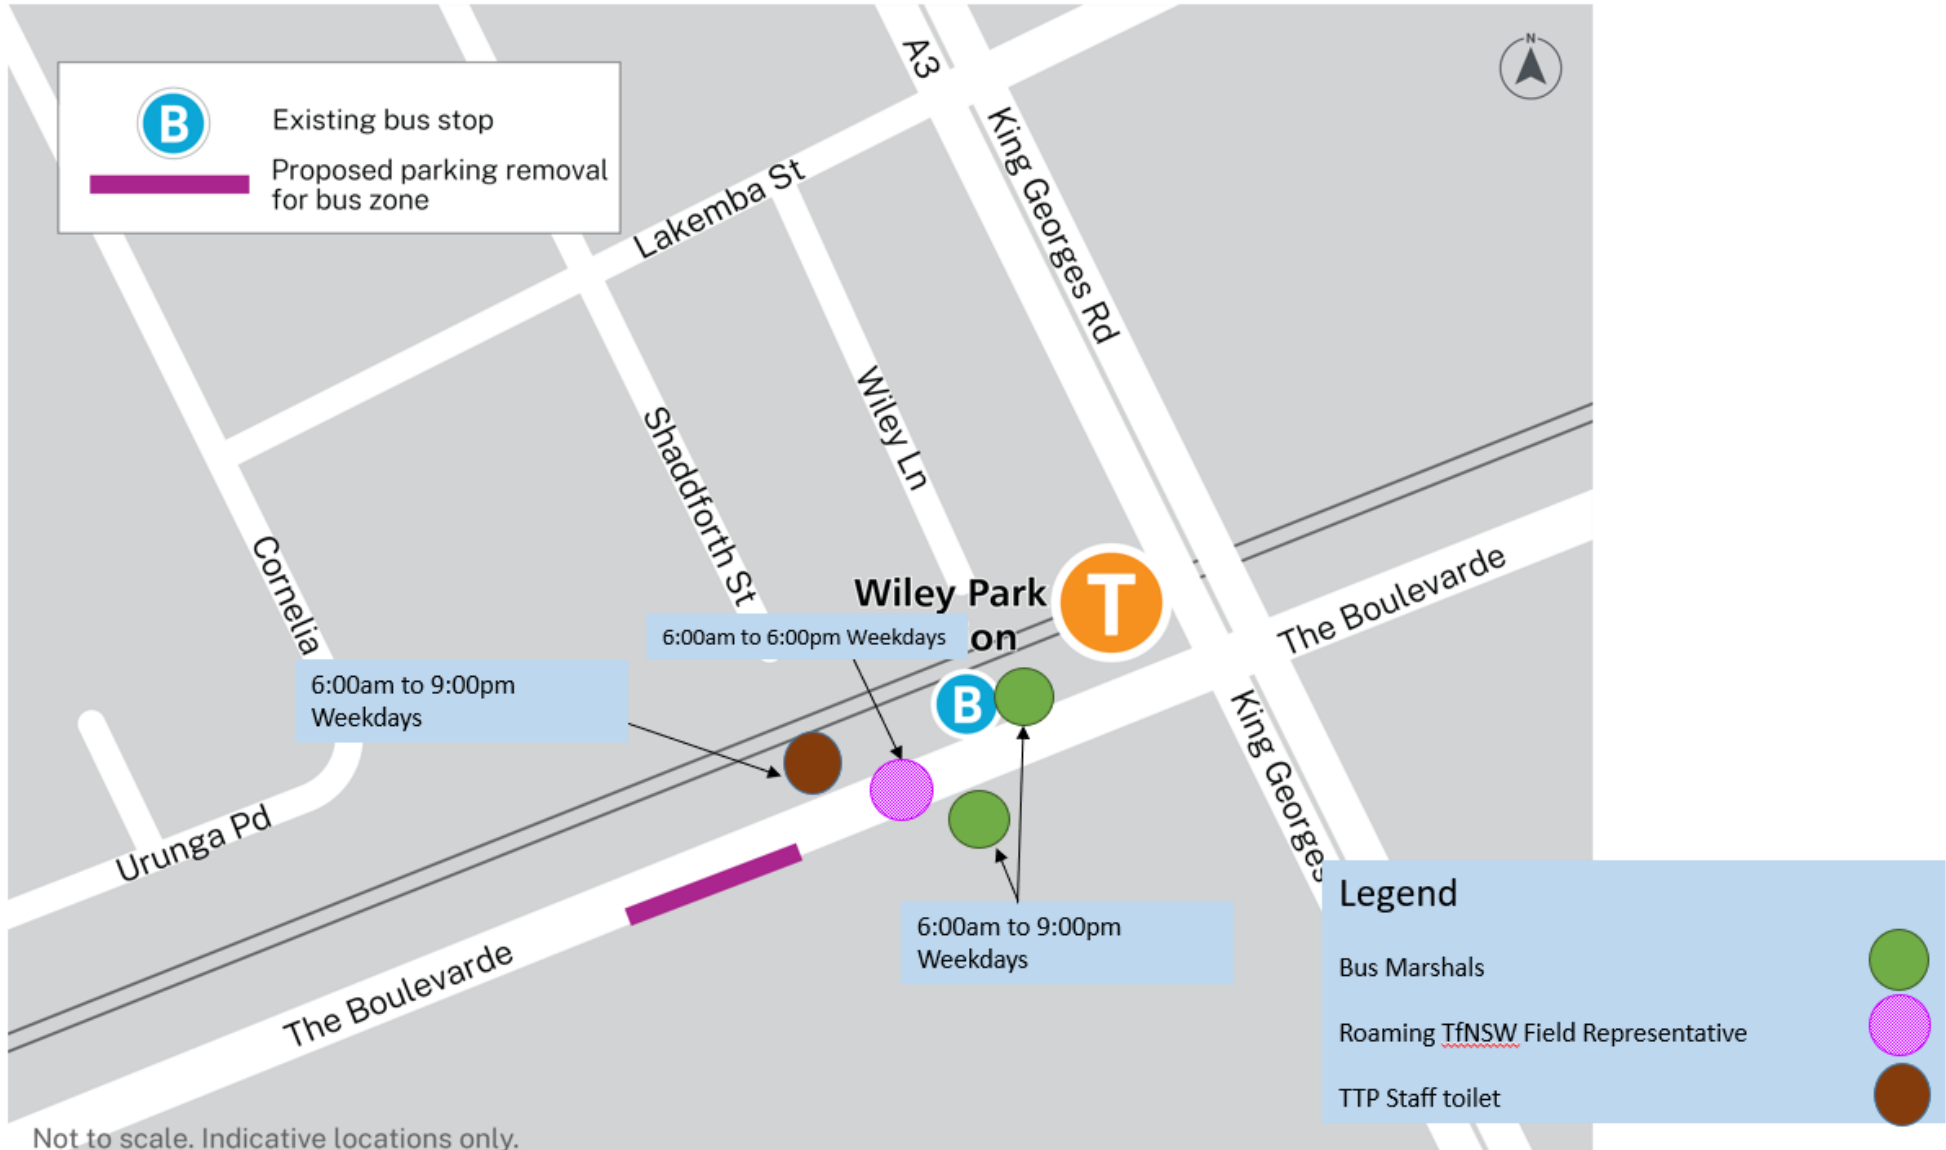 A3
N
B
Existing bus stop
Proposed parking removal
for bus zone
Lakemba St
King Georges Rd
Wiley Ln
Shaddforth St
Cornelia
Wiley Park
on
T
6:00am to 6:00pm Weekdays
The Boulevarde
6:00am to 9:00pm
Weekdays
B
King Georges
Urunga Pd
6:00am to 9:00pm
Weekdays
The Boulevarde
Legend
Bus Marshals
Roaming TfNSW Field Representative
TTP Staff toilet
Not to scale. Indicative locations only.